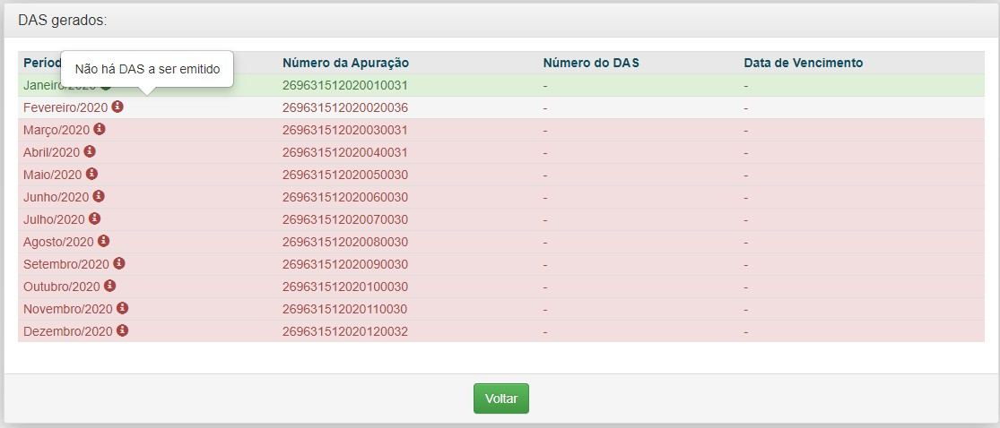 DAS gerados:
Não há DAS a ser emitido
Número da Apuração Número do DAS Data de Vencimento
Janeiro/2020 269631512020010031 - -
Fevereiro/2020 269631512020020036 - -
Março/2020 269631512020030031 - -
Abril/2020 269631512020040031 - -
Maio/2020 269631512020050030 - -
Junho/2020 269631512020060030 - -
Julho/2020 269631512020070030 - -
Agosto/2020 269631512020080030 - -
Setembro/2020 269631512020090030 - -
Outubro/2020 269631512020100030 - -
Novembro/2020 269631512020110030 - -
Dezembro/2020 269631512020120032 - -
Voltar